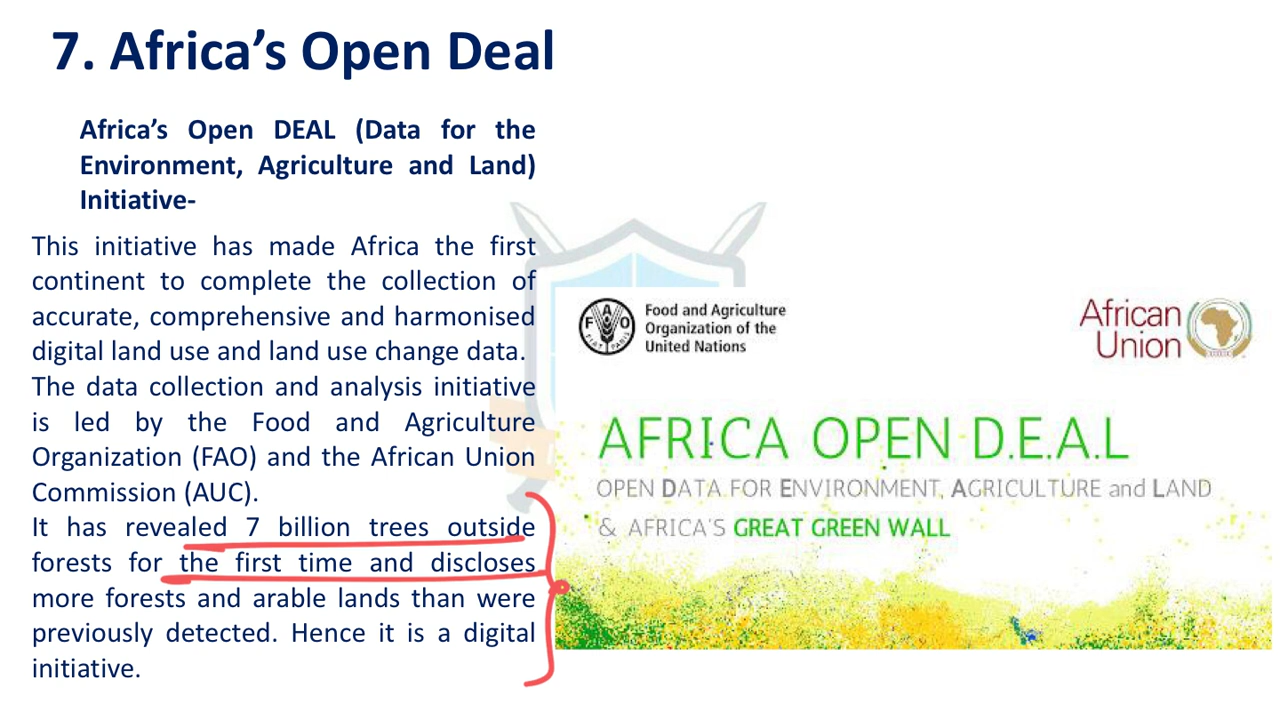 7. Africa’s Open Deal
Africa’s Open DEAL (Data for the
Environment, Agriculture and Land)
Initiative-
This initiative has made Africa the first
continent to complete the collection of
accurate, comprehensive and harmonised
digital land use and land use change data.
The data collection and analysis initiative
is led by the Food and Agriculture
Organization (FAO) and the African Union
Commission (AUC).
It has revealed 7 billion trees outside
forests for the first time and discloses
more forests and arable lands than were
previously detected. Hence it is a digital
initiative.
Food and Agriculture
Organization of the
United Nations
African
Union
AFRICA OPEN D.E.A.L
OPEN DATA FOR ENVIRONMENT, AGRICULTURE and LAND
& AFRICA'S GREAT GREEN WALL